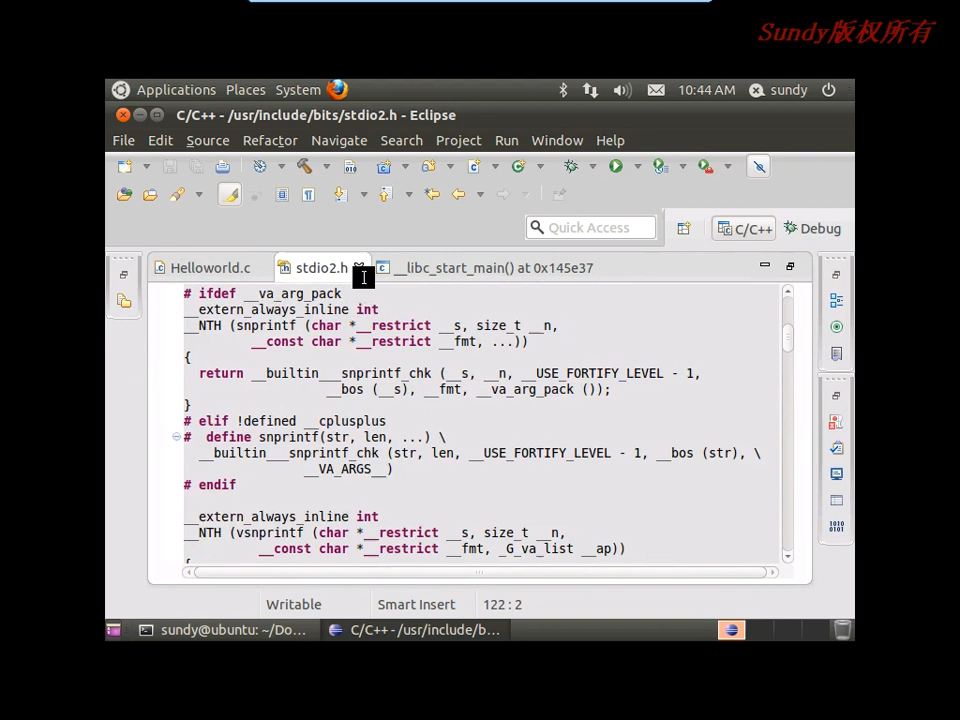 Sundy版权所有
Applications Places System 10:44 AM sundy
C/C++ - /usr/include/bits/stdio2.h - Eclipse
File Edit Source Refactor Navigate Search Project Run Window Help
Quick Access C/C++ Debug
Helloworld.c stdio2.h __libc_start_main() at 0x145e37
# ifdef __va_arg_pack
__extern_always_inline int
__NTH (snprintf (char *__restrict __s, size_t __n,
__const char *__restrict __fmt, ...))
{
return __builtin___snprintf_chk (__s, __n, __USE_FORTIFY_LEVEL - 1,
__bos (__s), __fmt, __va_arg_pack ());
}
# elif !defined __cplusplus
# define snprintf(str, len, ...) \
__builtin___snprintf_chk (str, len, __USE_FORTIFY_LEVEL - 1, __bos (str), \
__VA_ARGS__)
# endif
__extern_always_inline int
__NTH (vsnprintf (char *__restrict __s, size_t __n,
__const char *__restrict __fmt, _G_va_list __ap))
{
Writable Smart Insert 122 : 2
sundy@ubuntu: ~/Do... C/C++ - /usr/include/b...